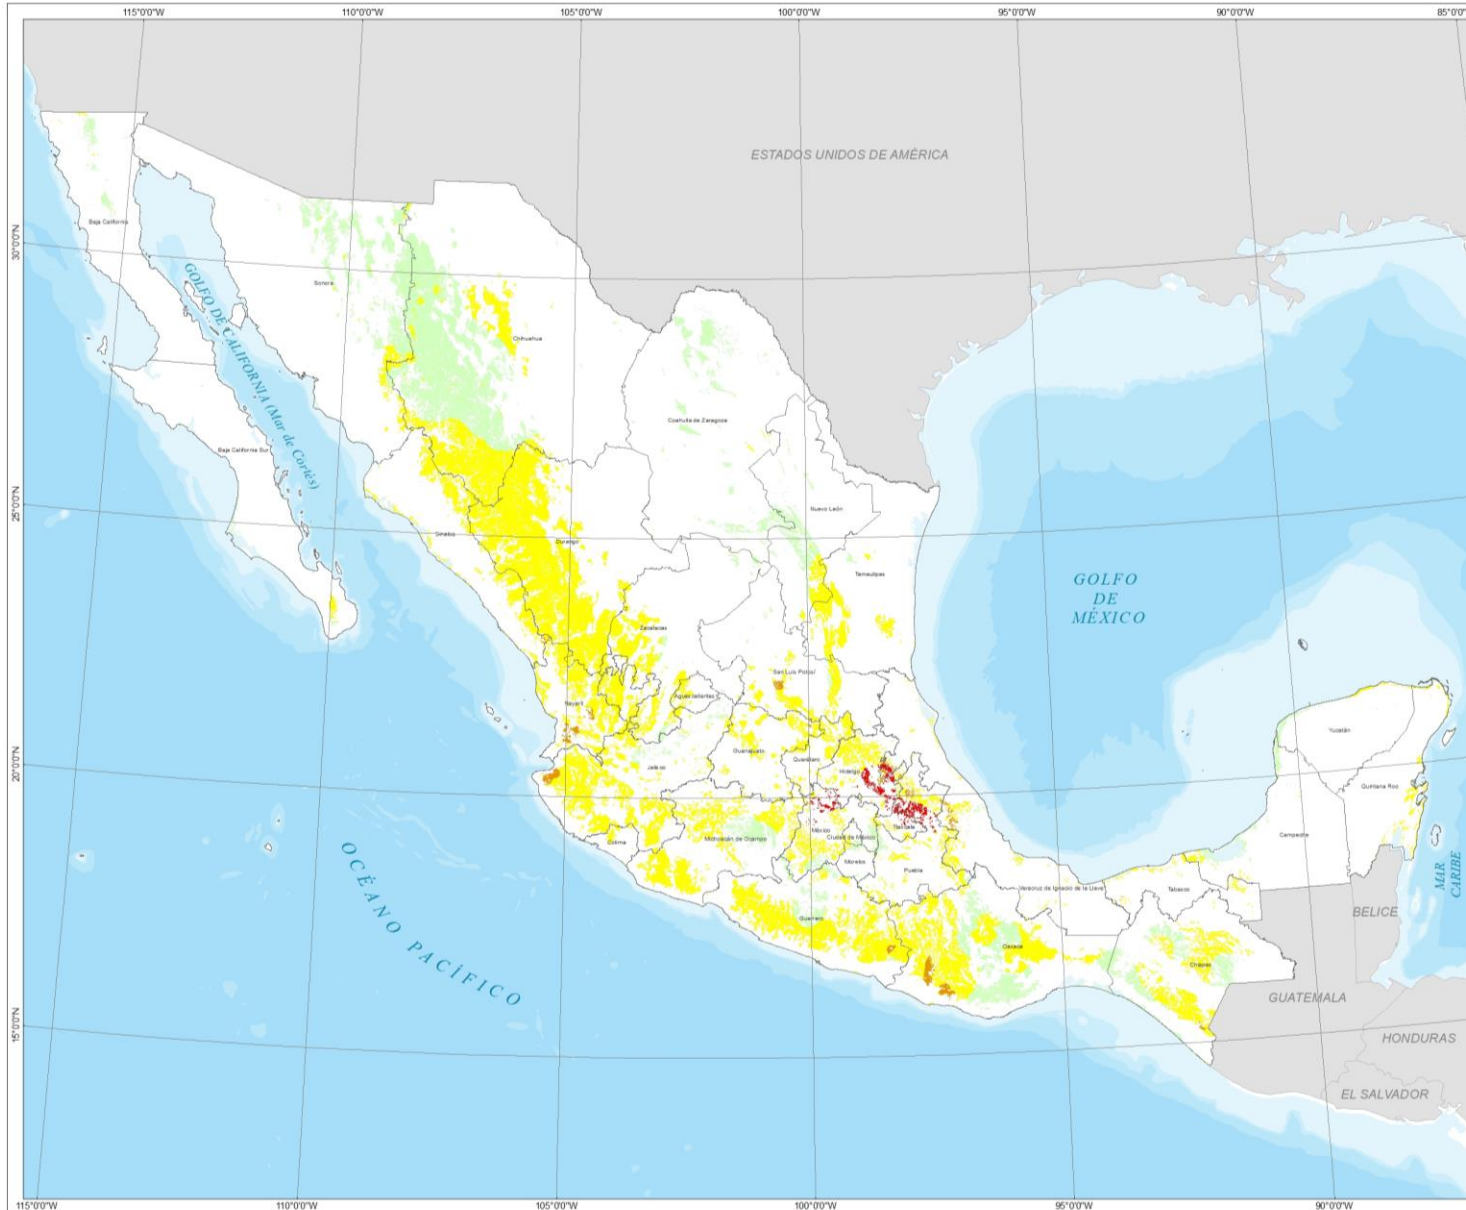 115°0'0"W
110°0'0"W
105°0'0"W
100°0'0"W
95°0'0"W
90°0'0"W
85°0'0"W
ESTADOS UNIDOS DE AMÉRICA
Baja California
30°0'0"N
Sonora
GOLFO DE CALIFORNIA (Mar de Cortés)
Chihuahua
Coahuila de Zaragoza
Baja California Sur
25°0'0"N
Nuevo León
Sinaloa
Durango
Tamaulipas
GOLFO
DE
MÉXICO
Zacatecas
San Luis Potosí
Aguascalientes
Nayarit
Yucatán
20°0'0"N
Guanajuato
Querétaro
Jalisco
Hidalgo
Quintana Roo
México
Tlaxcala
Campeche
Colima
Michoacán de Ocampo
Ciudad de México
Morelos
Puebla
OCÉANO PACÍFICO
Veracruz de Ignacio de la Llave
Tabasco
MAR
CARIBE
BELICE
Guerrero
Oaxaca
Chiapas
GUATEMALA
15°0'0"N
HONDURAS
EL SALVADOR
115°0'0"W
110°0'0"W
105°0'0"W
100°0'0"W
95°0'0"W
90°0'0"W